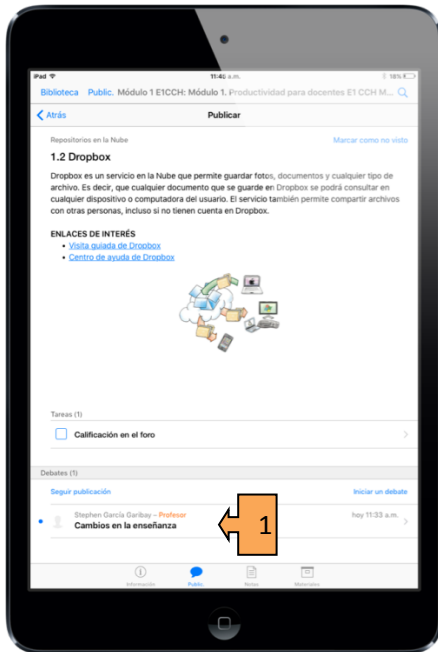 iPad 11:40 a.m. 18%
Biblioteca Public. Módulo 1 E1CCH: Módulo 1. Productividad para docentes E1 CCH M...
Atrás Publicar
Repositorios en la Nube Marcar como no visto
1.2 Dropbox
Dropbox es un servicio en la Nube que permite guardar fotos, documentos y cualquier tipo de
archivo. Es decir, que cualquier documento que se guarde en Dropbox se podrá consultar en
cualquier dispositivo o computadora del usuario. El servicio también permite compartir archivos
con otras personas, incluso si no tienen cuenta en Dropbox.
ENLACES DE INTERÉS
• Visita guiada de Dropbox
• Centro de ayuda de Dropbox
Tareas (1)
Calificación en el foro
Debates (1)
Seguir publicación Iniciar un debate
Stephen García Garibay – Profesor hoy 11:33 a.m.
Cambios en la enseñanza
1
Información Public. Notas Materiales